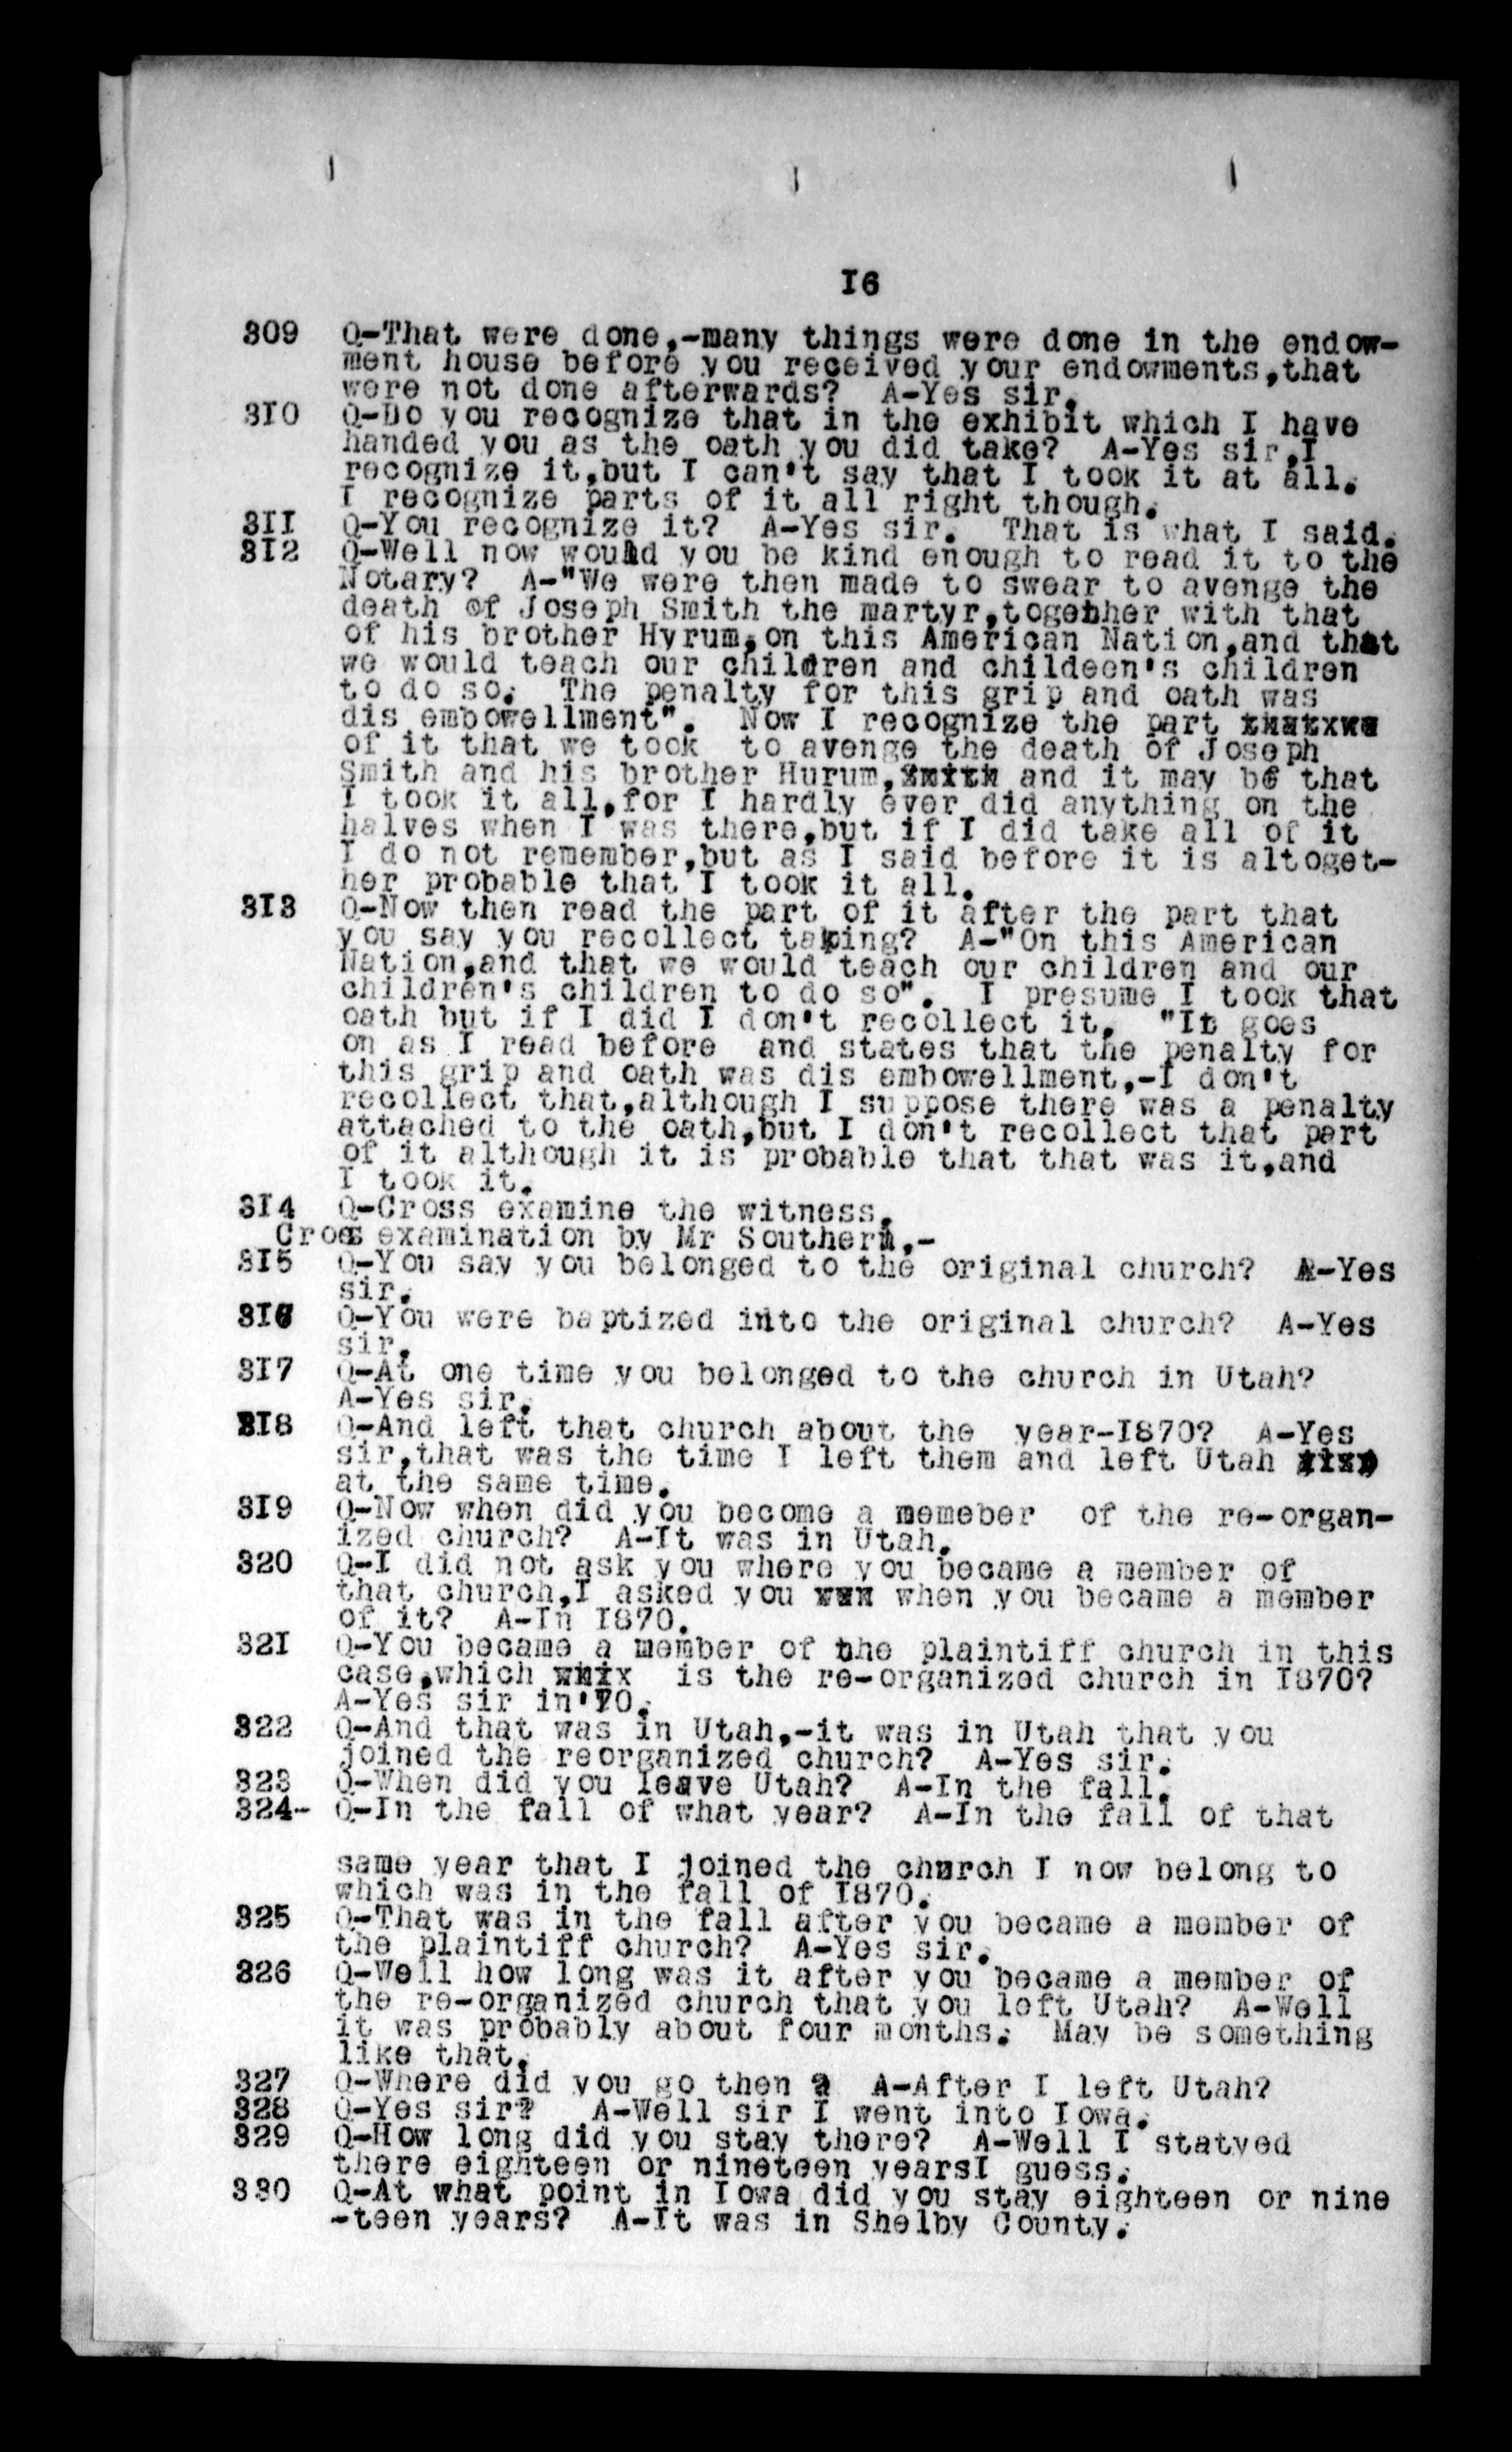 I6
309 Q-That were done,-many things were done in the endow-
ment house before you received your endowments,that
were not done afterwards? A-Yes sir.
3I0 Q-Do you recognize that in the exhibit which I have
handed you as the oath you did take? A-Yes sir,I
recognize it,but I can't say that I took it at all.
I recognize parts of it all right though.
3II Q-You recognize it? A-Yes sir. That is what I said.
3I2 Q-Well now would you be kind enough to read it to the
Notary? A-"We were then made to swear to avenge the
death of Joseph Smith the martyr,together with that
of his brother Hyrum,on this American Nation,and that
we would teach our children and childeen's children
to do so. The penalty for this grip and oath was
dis embowellment". Now I recognize the part
of it that we took to avenge the death of Joseph
Smith and his brother Hurum, and it may be that
I took it all,for I hardly ever did anything on the
halves when I was there,but if I did take all of it
I do not remember,but as I said before it is altoget-
her probable that I took it all.
3I3 Q-Now then read the part of it after the part that
you say you recollect taking? A-"On this American
Nation,and that we would teach our children and our
children's children to do so". I presume I took that
oath but if I did I don't recollect it. "It goes
on as I read before and states that the penalty for
this grip and oath was dis embowellment,-I don't
recollect that,although I suppose there was a penalty
attached to the oath,but I don't recollect that part
of it although it is probable that that was it,and
I took it.
3I4 Q-Cross examine the witness.
Cross examination by Mr Southern,-
3I5 Q-You say you belonged to the original church? A-Yes
sir.
3I6 Q-You were baptized into the original church? A-Yes
sir.
3I7 Q-At one time you belonged to the church in Utah?
A-Yes sir.
3I8 Q-And left that church about the year-I870? A-Yes
sir,that was the time I left them and left Utah
at the same time.
3I9 Q-Now when did you become a memeber of the re-organ-
ized church? A-It was in Utah.
320 Q-I did not ask you where you became a member of
that church,I asked you when you became a member
of it? A-In I870.
32I Q-You became a member of the plaintiff church in this
case,which is the re-organized church in I870?
A-Yes sir in'70.
322 Q-And that was in Utah,-it was in Utah that you
joined the reorganized church? A-Yes sir.
323 Q-When did you leave Utah? A-In the fall.
324- Q-In the fall of what year? A-In the fall of that
same year that I joined the church I now belong to
which was in the fall of I870.
325 Q-That was in the fall after you became a member of
the plaintiff church? A-Yes sir.
326 Q-Well how long was it after you became a member of
the re-organized church that you left Utah? A-Well
it was probably about four months. May be something
like that.
327 Q-Where did you go then ? A-After I left Utah?
328 Q-Yes sir? A-Well sir I went into Iowa.
329 Q-How long did you stay there? A-Well I statyed
there eighteen or nineteen yearsI guess.
330 Q-At what point in Iowa did you stay eighteen or nine
-teen years? A-It was in Shelby County.